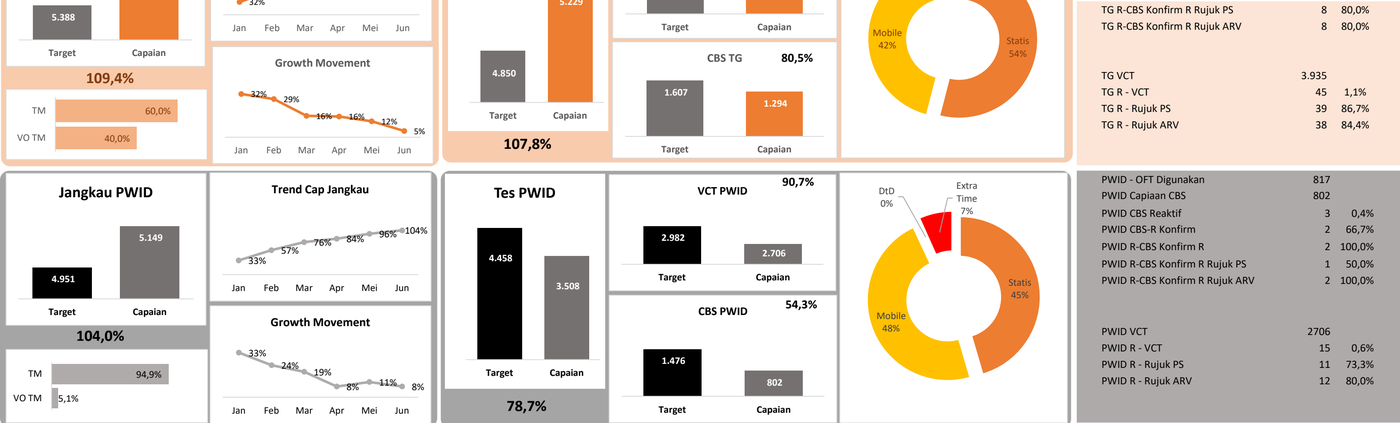 5.388
Target
Capaian
109,4%
TM
60,0%
VO TM
40,0%
32%
Jan
Feb
Mar
Apr
Mei
Jun
Growth Movement
32%
29%
16%
16%
12%
5%
Jan
Feb
Mar
Apr
Mei
Jun
5.229
4.850
Target
Capaian
107,8%
Target
Capaian
CBS TG
80,5%
1.607
1.294
Target
Capaian
Mobile
42%
Statis
54%
TG R-CBS Konfirm R Rujuk PS 8 80,0%
TG R-CBS Konfirm R Rujuk ARV 8 80,0%
TG VCT 3.935
TG R - VCT 45 1,1%
TG R - Rujuk PS 39 86,7%
TG R - Rujuk ARV 38 84,4%
Jangkau PWID
5.149
4.951
Target
Capaian
104,0%
TM
94,9%
VO TM
5,1%
Trend Cap Jangkau
33%
57%
76%
84%
96%
104%
Jan
Feb
Mar
Apr
Mei
Jun
Growth Movement
33%
24%
19%
8%
11%
8%
Jan
Feb
Mar
Apr
Mei
Jun
Tes PWID
4.458
3.508
Target
Capaian
78,7%
VCT PWID
90,7%
2.982
2.706
Target
Capaian
CBS PWID
54,3%
1.476
802
Target
Capaian
DtD
0%
Extra
Time
7%
Statis
45%
Mobile
48%
PWID - OFT Digunakan 817
PWID Capiaan CBS 802
PWID CBS Reaktif 3 0,4%
PWID CBS-R Konfirm 2 66,7%
PWID R-CBS Konfirm R 2 100,0%
PWID R-CBS Konfirm R Rujuk PS 1 50,0%
PWID R-CBS Konfirm R Rujuk ARV 2 100,0%
PWID VCT 2706
PWID R - VCT 15 0,6%
PWID R - Rujuk PS 11 73,3%
PWID R - Rujuk ARV 12 80,0%